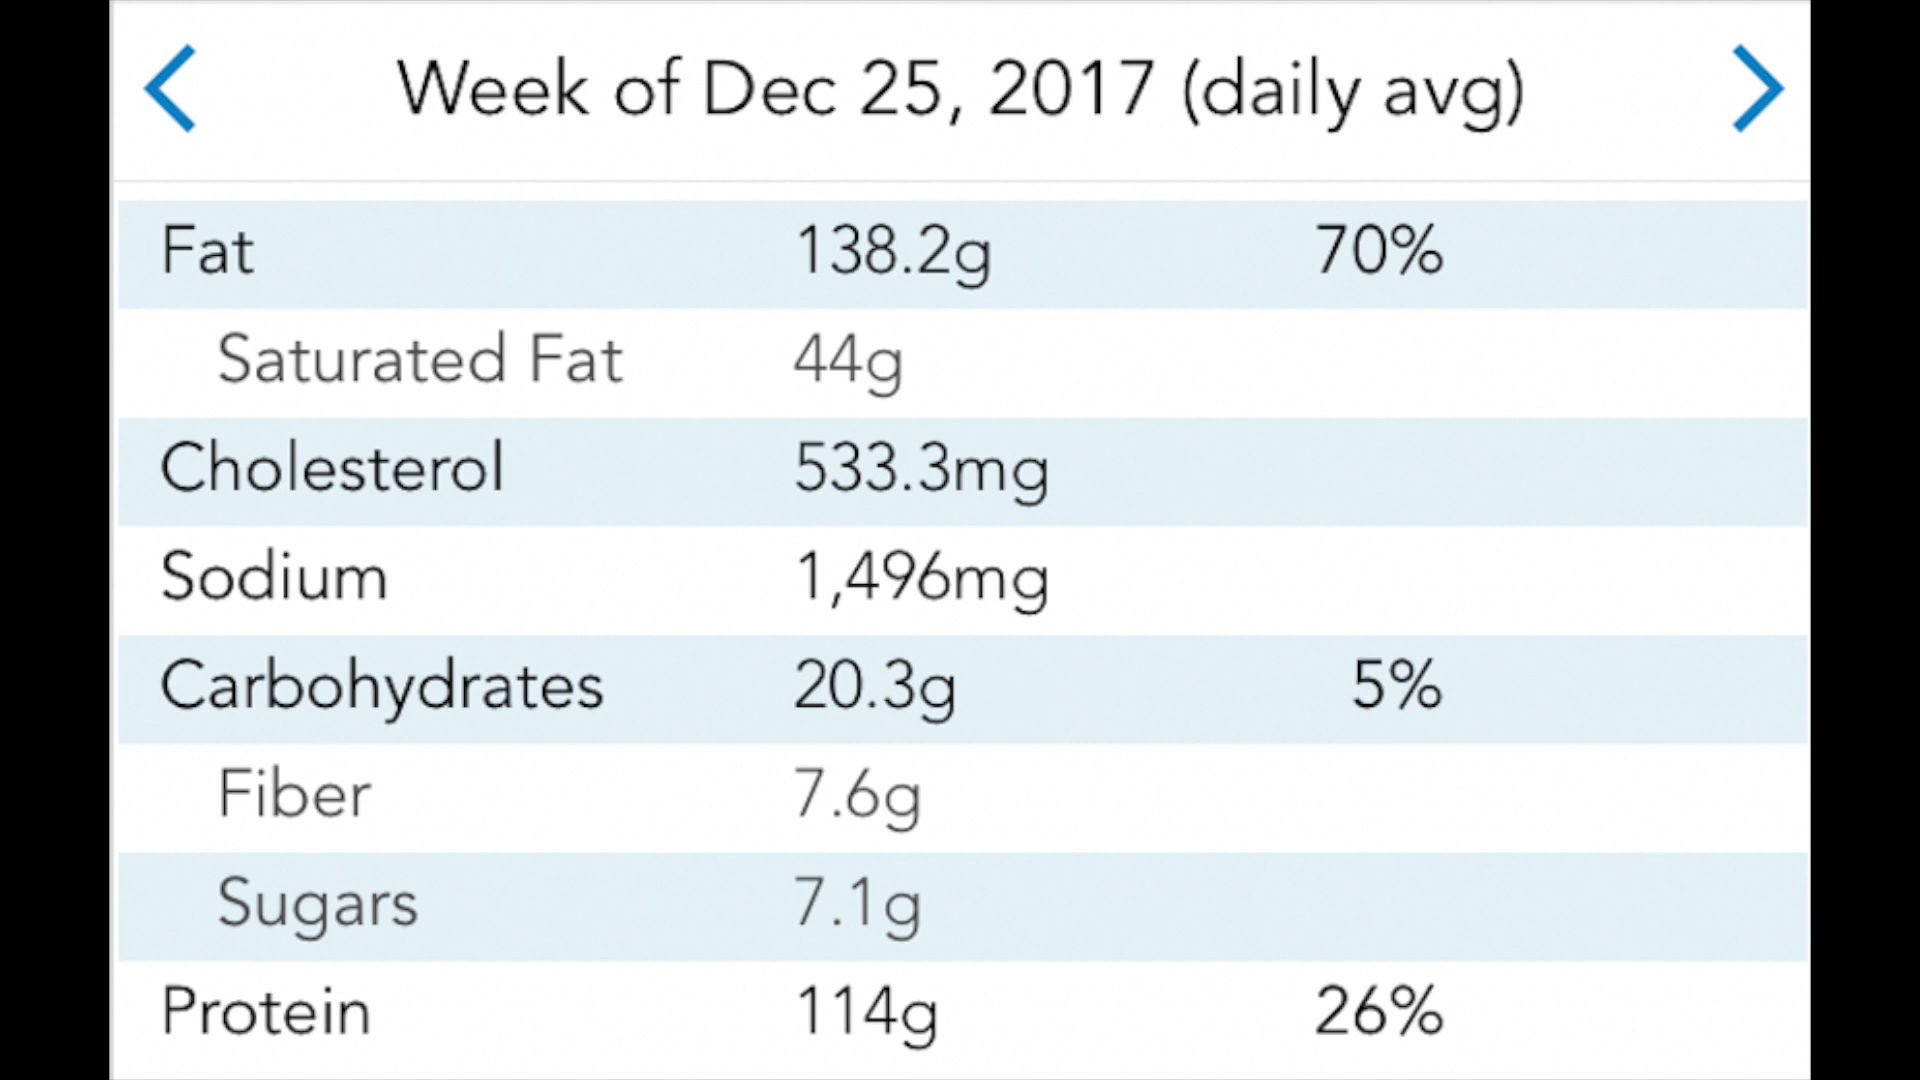 Week of Dec 25, 2017 (daily avg)
Fat 138.2g 70%
Saturated Fat 44g
Cholesterol 533.3mg
Sodium 1,496mg
Carbohydrates 20.3g 5%
Fiber 7.6g
Sugars 7.1g
Protein 114g 26%